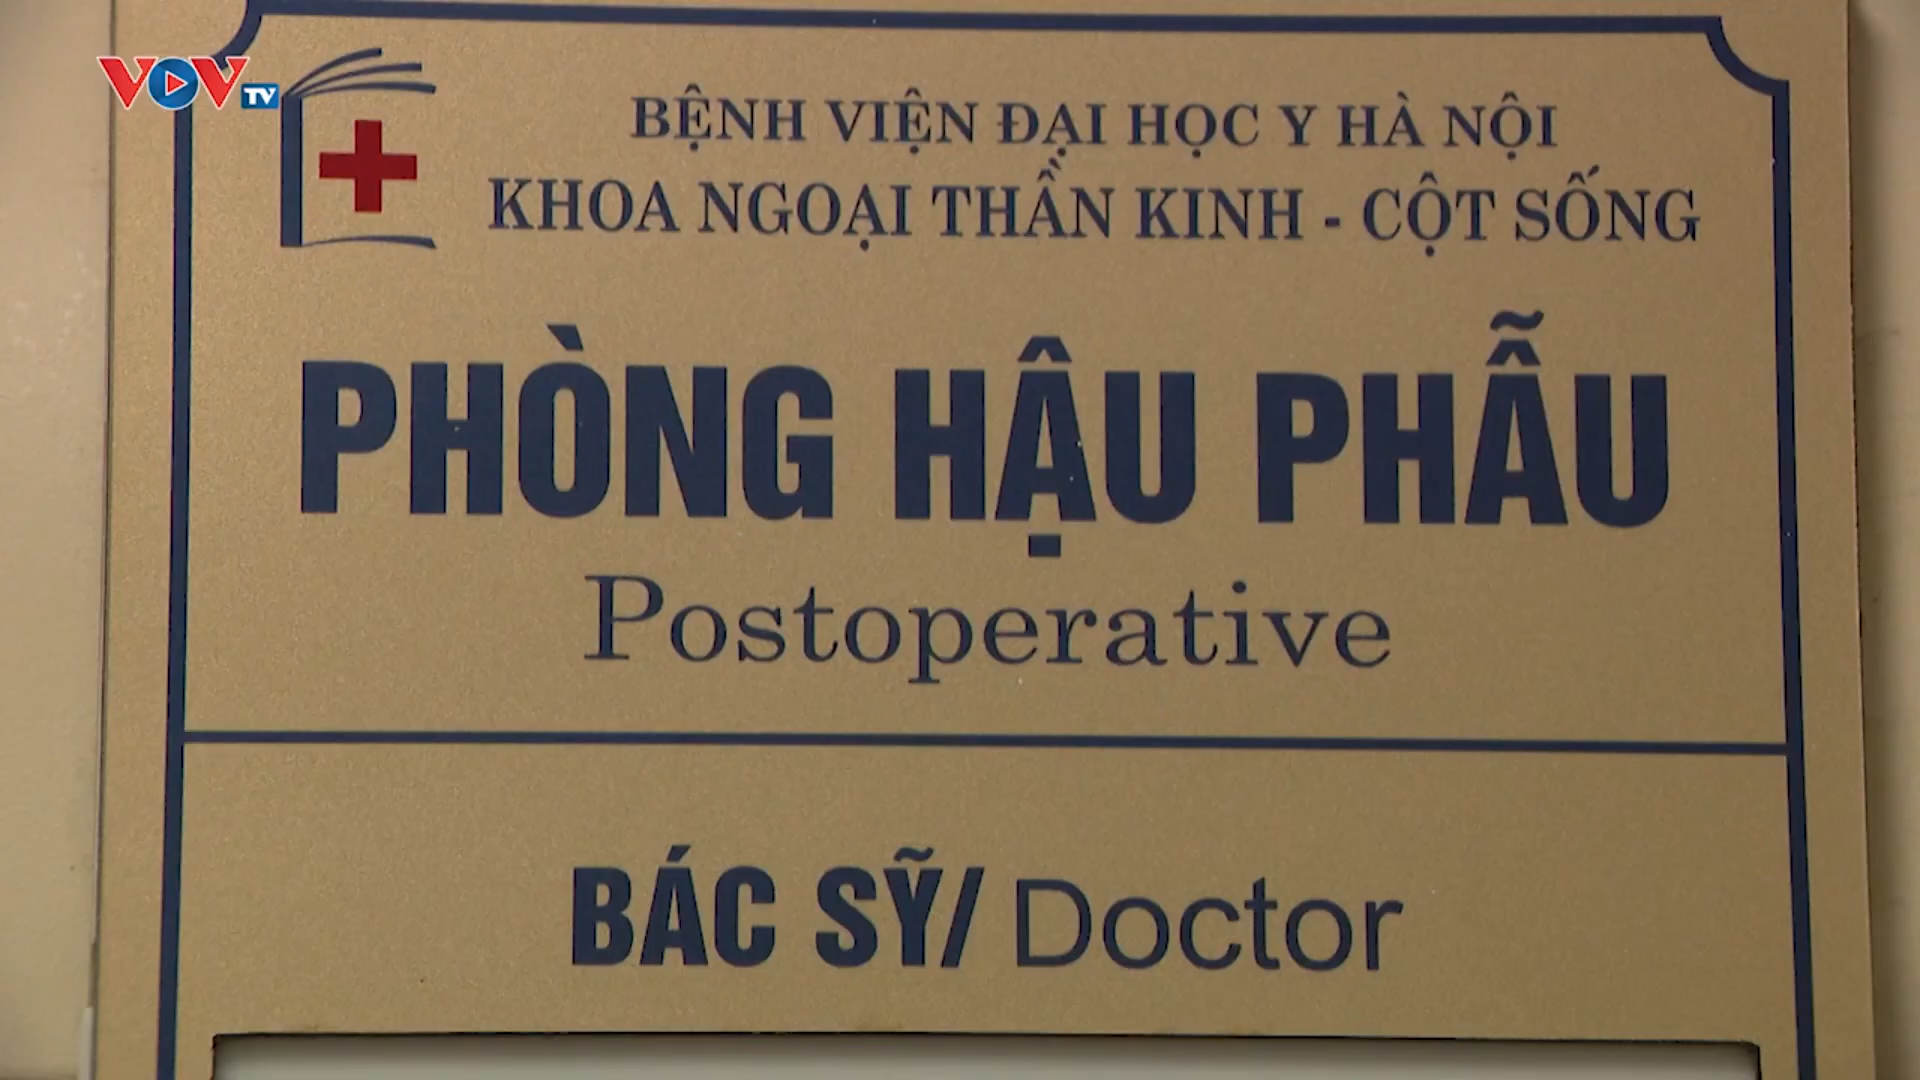 VOV TV
BỆNH VIỆN ĐẠI HỌC Y HÀ NỘI
KHOA NGOẠI THẦN KINH - CỘT SỐNG
PHÒNG HẬU PHẪU
Postoperative
BÁC SỸ/ Doctor